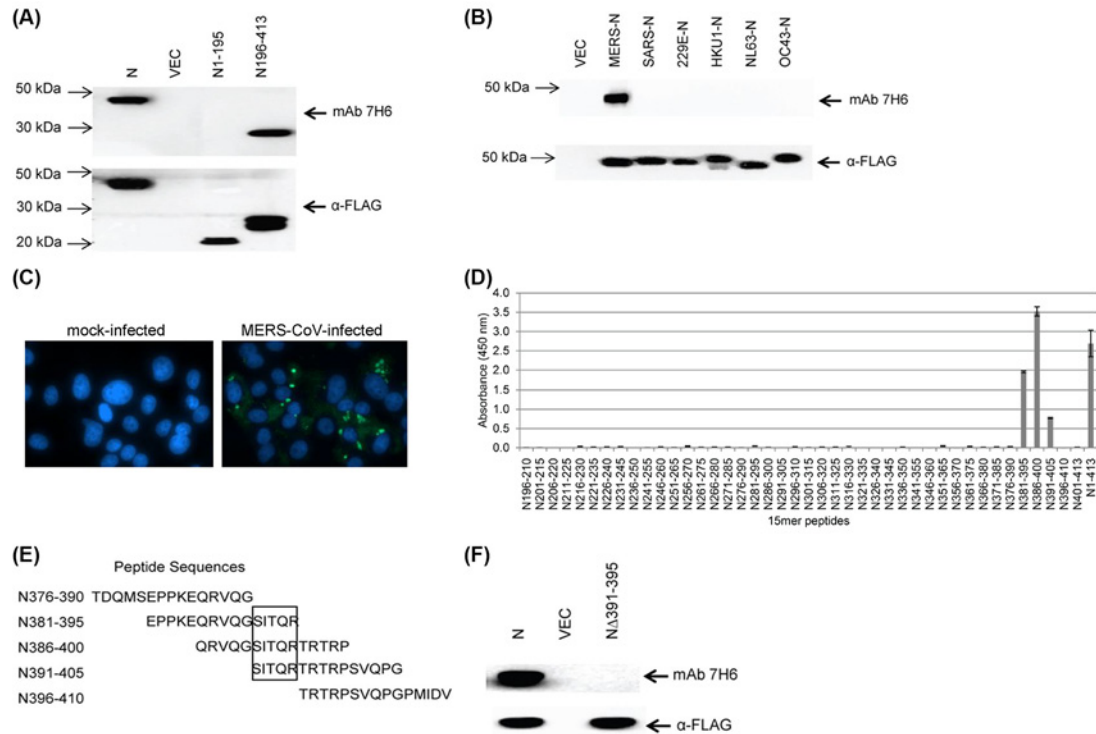 (A)
N
VEC
N1-195
N196-413
50 kDa
mAb 7H6
30 kDa
50 kDa
30 kDa
α-FLAG
20 kDa
(B)
VEC
MERS-N
SARS-N
229E-N
HKU1-N
NL63-N
OC43-N
50 kDa
mAb 7H6
50 kDa
α-FLAG
(C)
mock-infected
MERS-CoV-infected
(D)
Absorbance (450 nm)
4.0
3.5
3.0
2.5
2.0
1.5
1.0
0.5
0.0
N196-210
N201-215
N206-220
N211-225
N216-230
N221-235
N226-240
N231-245
N236-250
N241-255
N246-260
N251-265
N256-270
N261-275
N266-280
N271-285
N276-290
N281-295
N286-300
N291-305
N296-310
N301-315
N306-320
N311-325
N316-330
N321-335
N326-340
N331-345
N336-350
N341-355
N346-360
N351-365
N356-370
N361-375
N366-380
N371-385
N376-390
N381-395
N386-400
N391-405
N396-410
N401-413
N1-413
15mer peptides
(E)
Peptide Sequences
N376-390 TDQMSEPPKEQRVQG
N381-395 EPPKEQRVQGSITQR
N386-400 QRVQGSITQRTRTRP
N391-405 SITQRTRTRPSVQPG
N396-410 TRTRPSVQPGPMIDV
(F)
N
VEC
NΔ391-395
mAb 7H6
α-FLAG